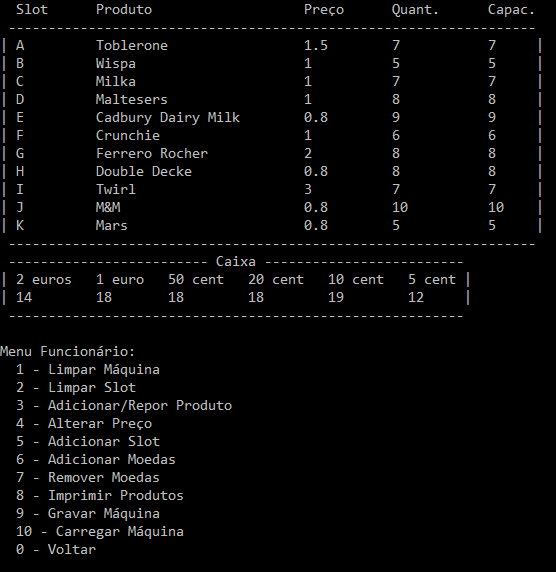 Slot Produto Preço Quant. Capac.
------------------------------------------------------------------
| A Toblerone 1.5 7 7 |
| B Wispa 1 5 5 |
| C Milka 1 7 7 |
| D Maltesers 1 8 8 |
| E Cadbury Dairy Milk 0.8 9 9 |
| F Crunchie 1 6 6 |
| G Ferrero Rocher 2 8 8 |
| H Double Decke 0.8 8 8 |
| I Twirl 3 7 7 |
| J M&M 0.8 10 10 |
| K Mars 0.8 5 5 |
------------------------------------------------------------------
------------------------- Caixa -------------------------
| 2 euros 1 euro 50 cent 20 cent 10 cent 5 cent |
| 14 18 18 18 19 12 |
---------------------------------------------------------
Menu Funcionário:
1 - Limpar Máquina
2 - Limpar Slot
3 - Adicionar/Repor Produto
4 - Alterar Preço
5 - Adicionar Slot
6 - Adicionar Moedas
7 - Remover Moedas
8 - Imprimir Produtos
9 - Gravar Máquina
10 - Carregar Máquina
0 - Voltar